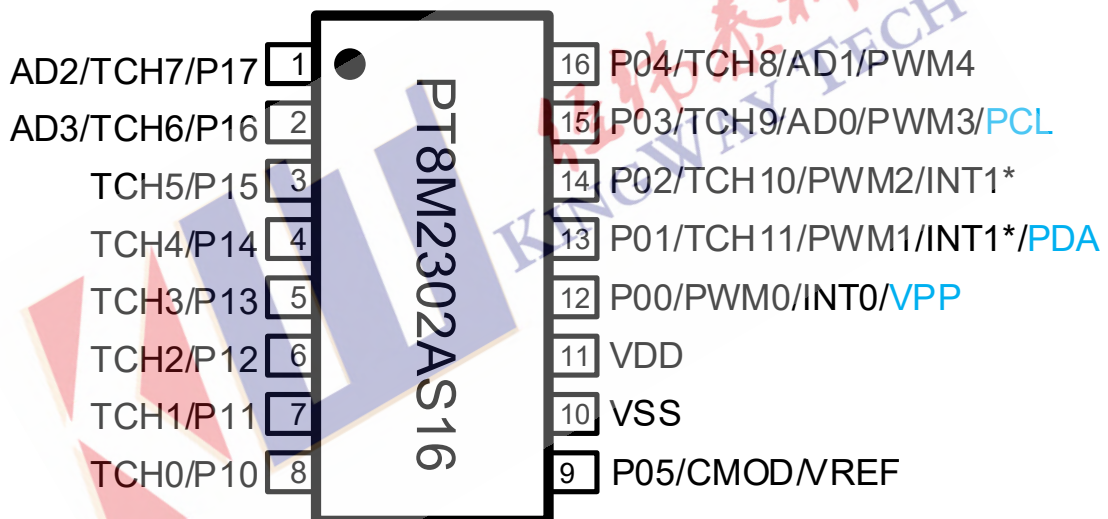 AD2/TCH7/P17 1
AD3/TCH6/P16 2
TCH5/P15 3
TCH4/P14 4
TCH3/P13 5
TCH2/P12 6
TCH1/P11 7
TCH0/P10 8
PT8M2302AS16
16 P04/TCH8/AD1/PWM4
15 P03/TCH9/AD0/PWM3/PCL
14 P02/TCH10/PWM2/INT1*
13 P01/TCH11/PWM1/INT1*/PDA
12 P00/PWM0/INT0/VPP
11 VDD
10 VSS
9 P05/CMOD/VREF
KINGWAY TECH